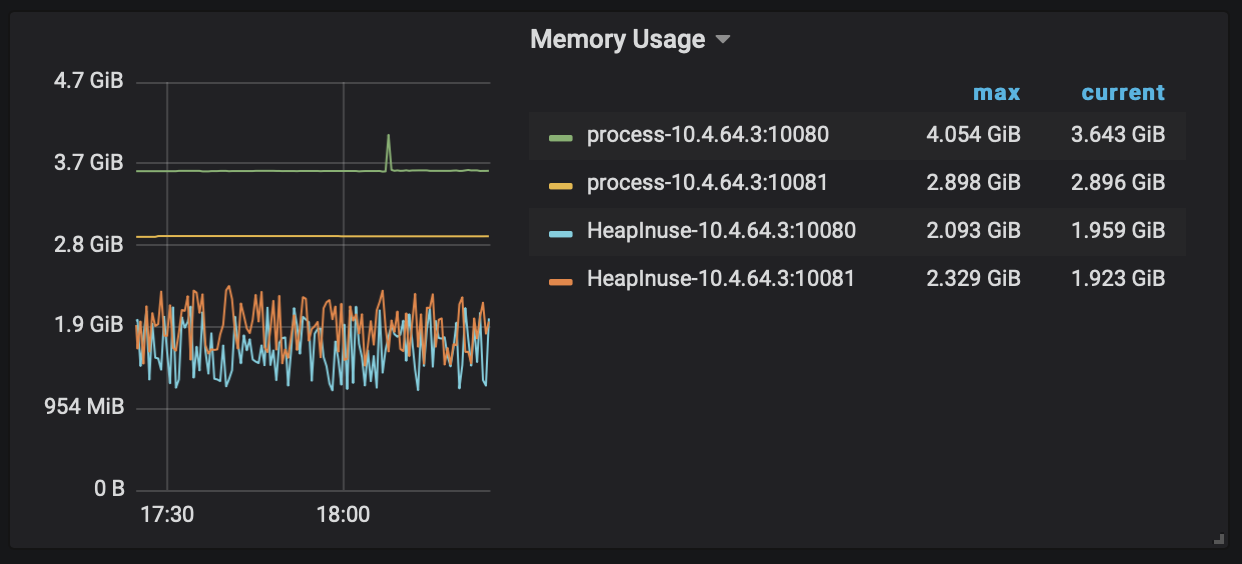 Memory Usage
4.7 GiB
3.7 GiB
2.8 GiB
1.9 GiB
954 MiB
0 B
17:30 18:00
max current
process-10.4.64.3:10080 4.054 GiB 3.643 GiB
process-10.4.64.3:10081 2.898 GiB 2.896 GiB
HeapInuse-10.4.64.3:10080 2.093 GiB 1.959 GiB
HeapInuse-10.4.64.3:10081 2.329 GiB 1.923 GiB